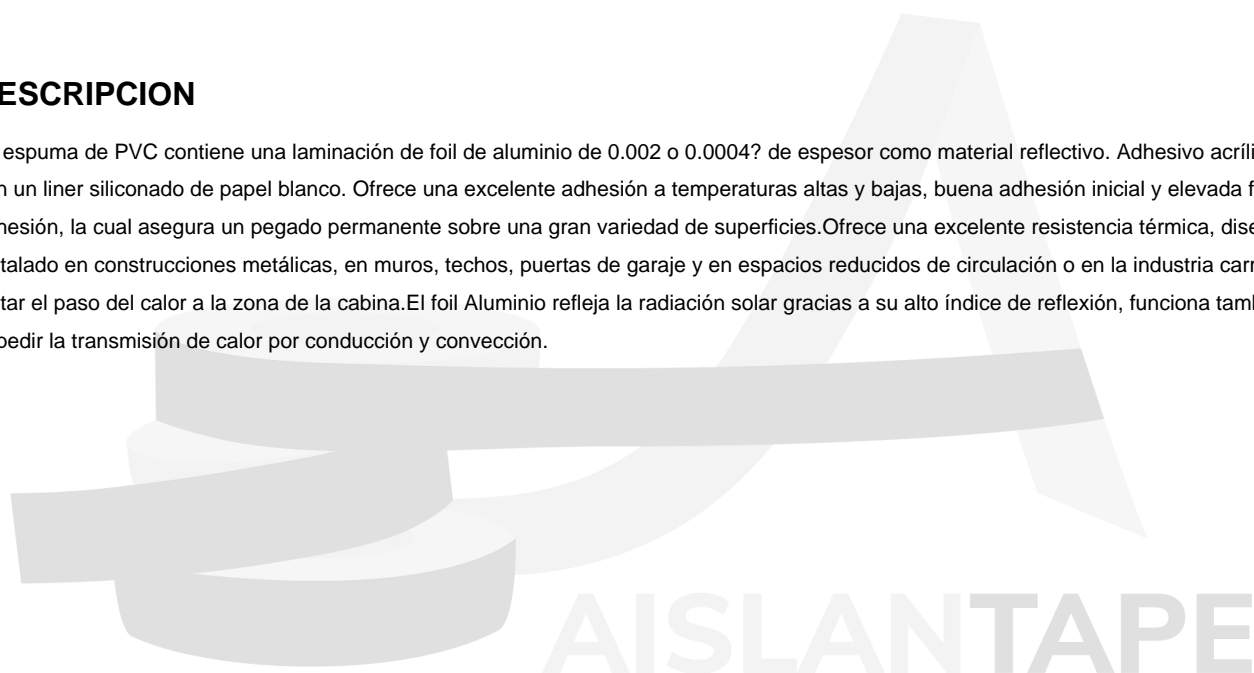 ESCRIPCION
espuma de PVC contiene una laminación de foil de aluminio de 0.002 o 0.0004? de espesor como material reflectivo. Adhesivo acríli
n un liner siliconado de papel blanco. Ofrece una excelente adhesión a temperaturas altas y bajas, buena adhesión inicial y elevada f
hesión, la cual asegura un pegado permanente sobre una gran variedad de superficies.Ofrece una excelente resistencia térmica, dise
talado en construcciones metálicas, en muros, techos, puertas de garaje y en espacios reducidos de circulación o en la industria carr
tar el paso del calor a la zona de la cabina.El foil Aluminio refleja la radiación solar gracias a su alto índice de reflexión, funciona tam
pedir la transmisión de calor por conducción y convección.
AISLANTAPE